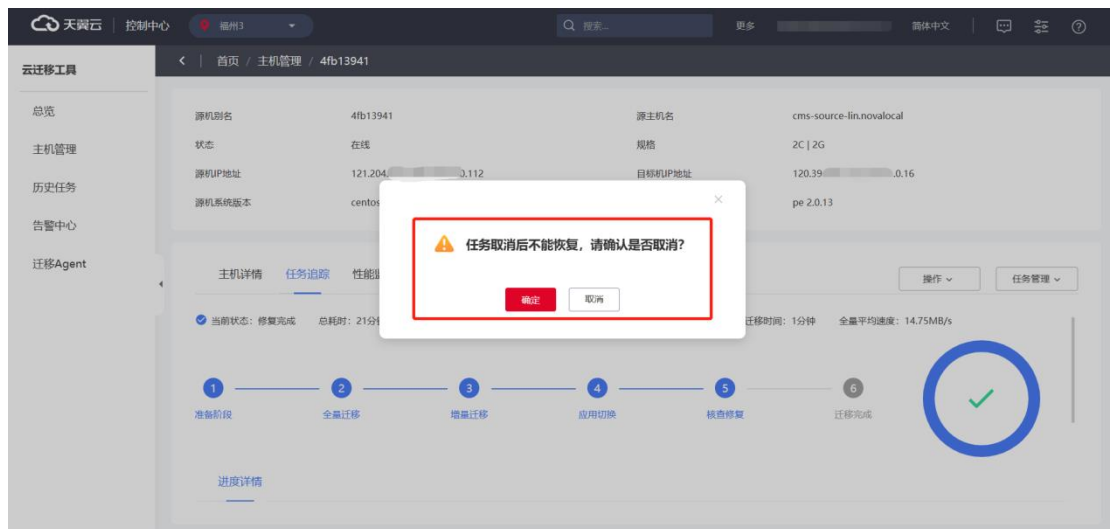 天翼云 控制中心 福州3 搜索... 更多 简体中文
云迁移工具
首页 / 主机管理 / 4fb13941
总览
主机管理
历史任务
告警中心
迁移Agent
源机别名 4fb13941 源主机名 cms-source-lin.novalocal
状态 在线 规格 2C | 2G
源机IP地址 121.204. 0.112 目标机IP地址 120.39 .0.16
源机系统版本 centos pe 2.0.13
任务取消后不能恢复，请确认是否取消？
确定 取消
主机详情 任务追踪 性能监 操作 任务管理
当前状态：修复完成 总耗时：21分 迁移时间：1分钟 全量平均速度：14.75MB/s
1 2 3 4 5 6
准备阶段 全量迁移 增量迁移 应用切换 核查修复 迁移完成
进度详情